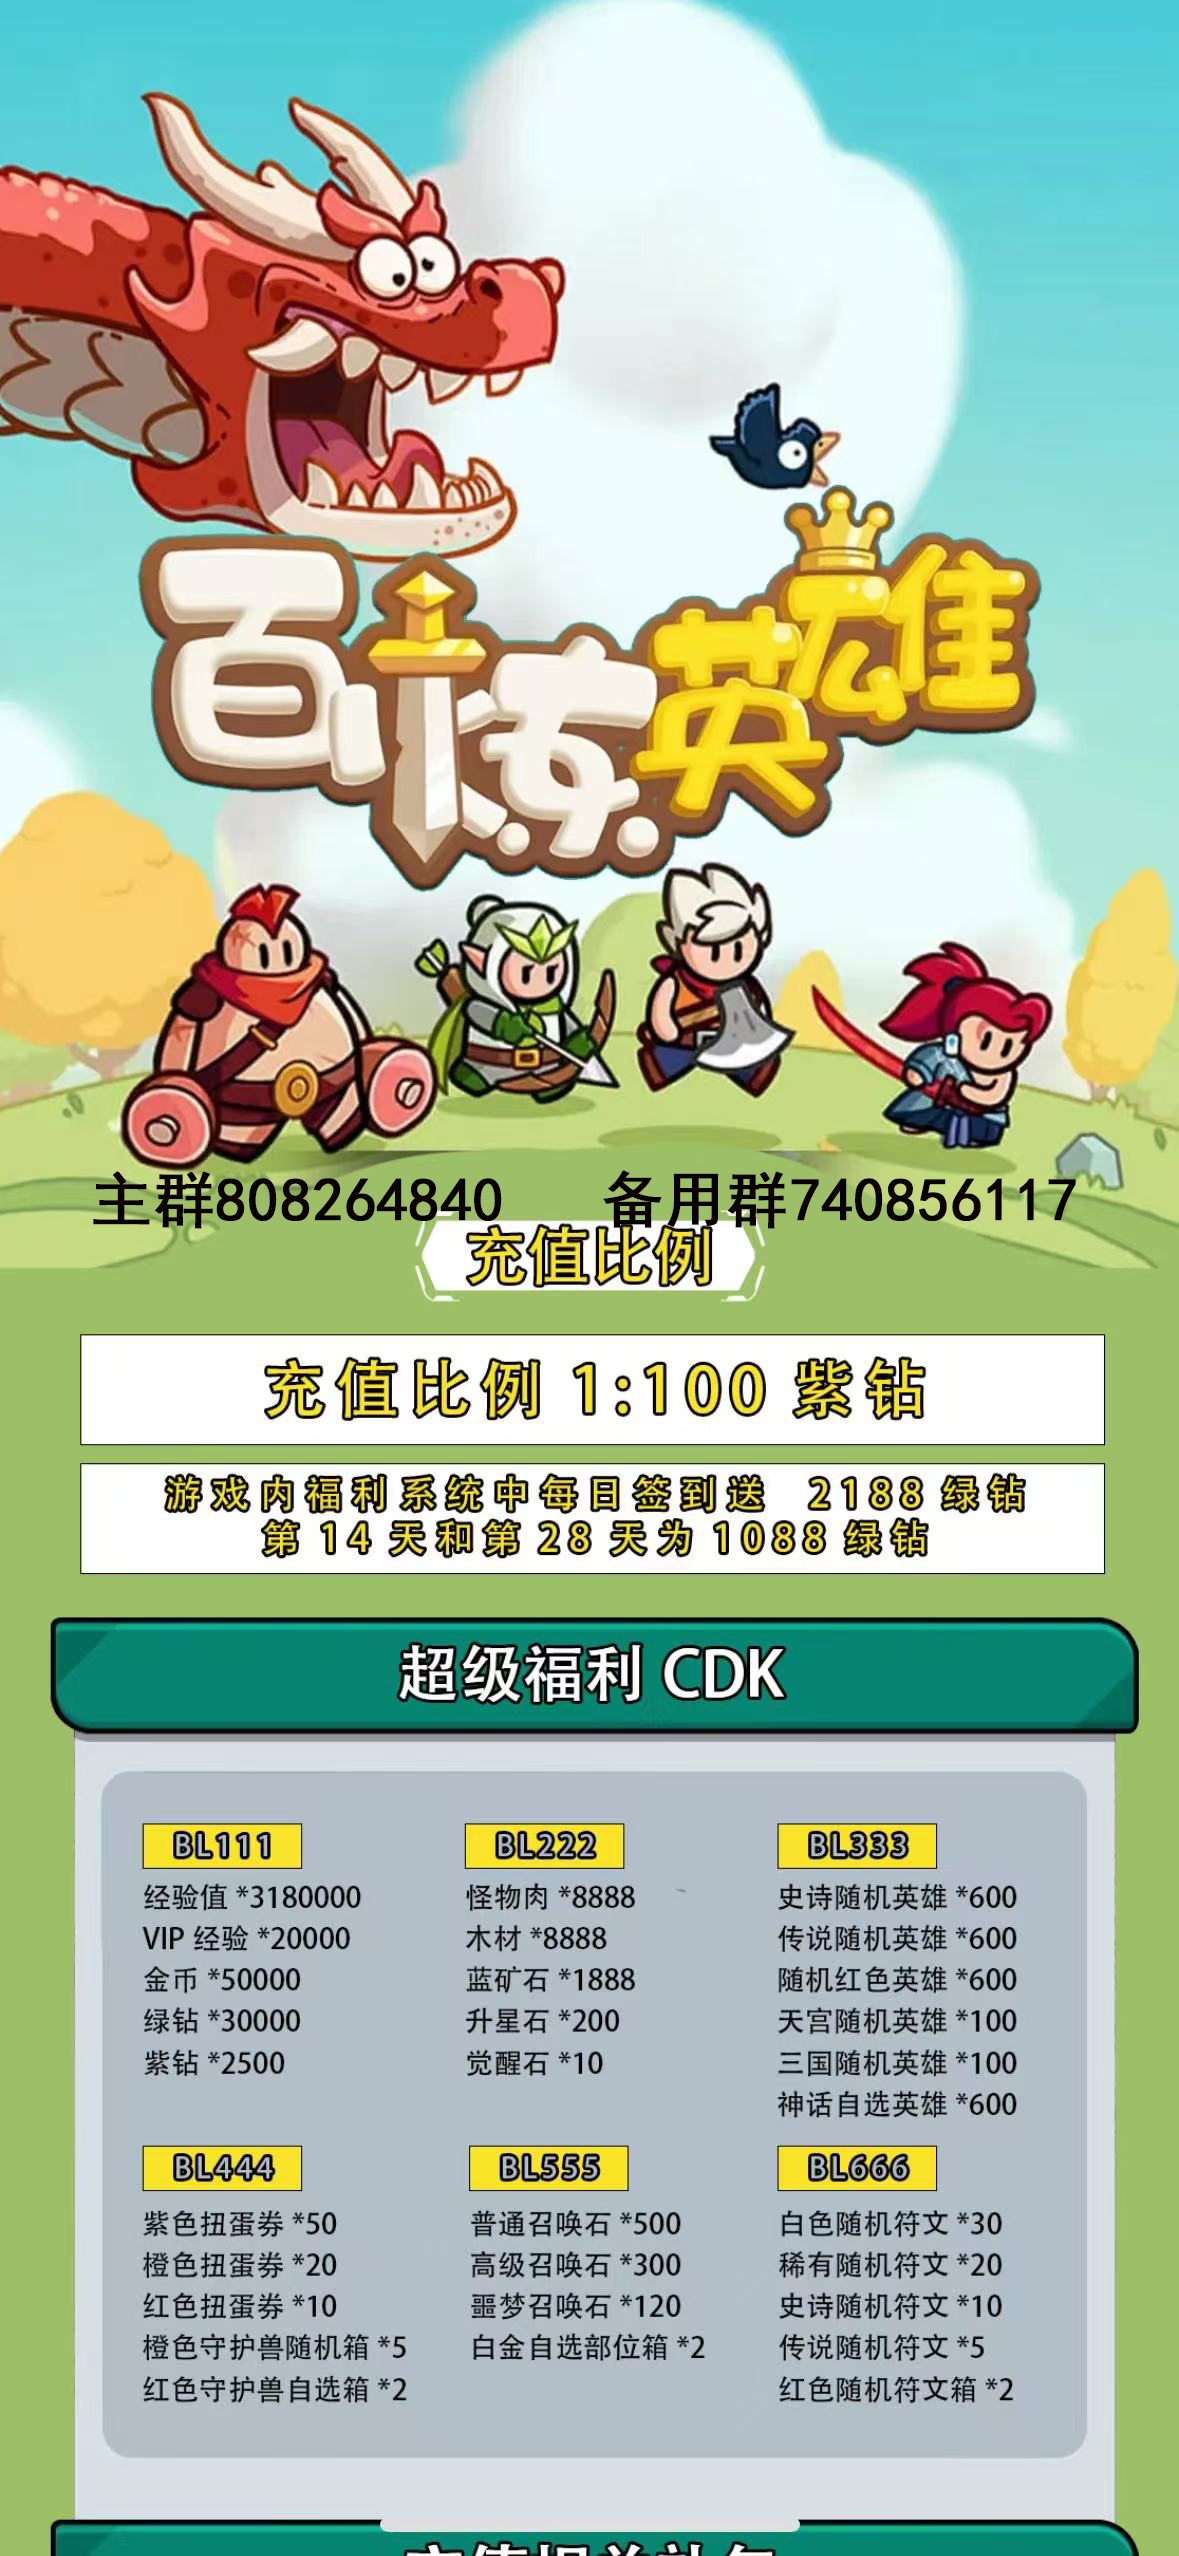 百炼英雄
主群808264840 备用群740856117
充值比例
充值比例 1:100 紫钻
游戏内福利系统中每日签到送 2188 绿钻
第 14 天和第 28 天为 1088 绿钻
超级福利 CDK
BL111
经验值 *3180000
VIP 经验 *20000
金币 *50000
绿钻 *30000
紫钻 *2500
BL222
怪物肉 *8888
木材 *8888
蓝矿石 *1888
升星石 *200
觉醒石 *10
BL333
史诗随机英雄 *600
传说随机英雄 *600
随机红色英雄 *600
天宫随机英雄 *100
三国随机英雄 *100
神话自选英雄 *600
BL444
紫色扭蛋券 *50
橙色扭蛋券 *20
红色扭蛋券 *10
橙色守护兽随机箱 *5
红色守护兽自选箱 *2
BL555
普通召唤石 *500
高级召唤石 *300
噩梦召唤石 *120
白金自选部位箱 *2
BL666
白色随机符文 *30
稀有随机符文 *20
史诗随机符文 *10
传说随机符文 *5
红色随机符文箱 *2